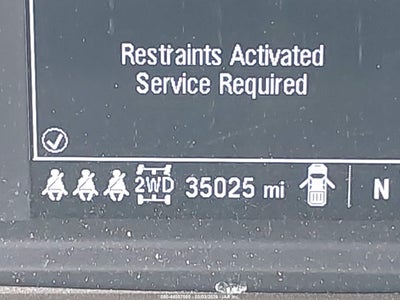 Restraints Activated
Service Required
2WD 35025 mi N